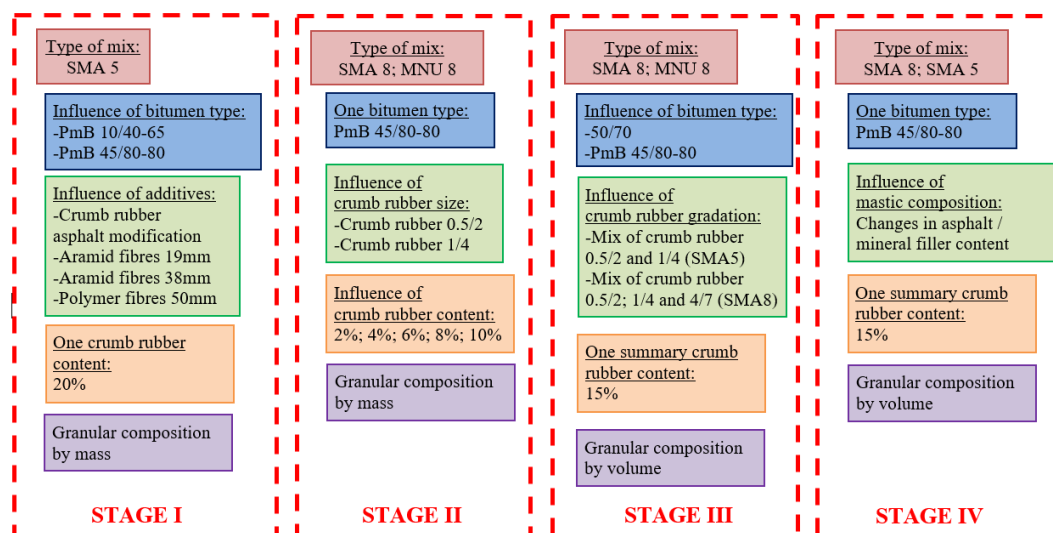 Type of mix:
SMA 5
Influence of bitumen type:
-PmB 10/40-65
-PmB 45/80-80
Influence of additives:
-Crumb rubber
asphalt modification
-Aramid fibres 19mm
-Aramid fibres 38mm
-Polymer fibres 50mm
One crumb rubber
content:
20%
Granular composition
by mass
STAGE I
Type of mix:
SMA 8; MNU 8
One bitumen type:
PmB 45/80-80
Influence of
crumb rubber size:
-Crumb rubber 0.5/2
-Crumb rubber 1/4
Influence of
crumb rubber content:
2%; 4%; 6%; 8%; 10%
Granular composition
by mass
STAGE II
Type of mix:
SMA 8; MNU 8
Influence of bitumen type:
-50/70
-PmB 45/80-80
Influence of
crumb rubber gradation:
-Mix of crumb rubber
0.5/2 and 1/4 (SMA5)
-Mix of crumb rubber
0.5/2; 1/4 and 4/7 (SMA8)
One summary crumb
rubber content:
15%
Granular composition
by volume
STAGE III
Type of mix:
SMA 8; SMA 5
One bitumen type:
PmB 45/80-80
Influence of
mastic composition:
Changes in asphalt /
mineral filler content
One summary crumb
rubber content:
15%
Granular composition
by volume
STAGE IV